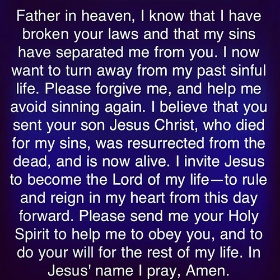 Father in heaven, I know that I have
broken your laws and that my sins
have separated me from you. I now
want to turn away from my past sinful
life. Please forgive me, and help me
avoid sinning again. I believe that you
sent your son Jesus Christ, who died
for my sins, was resurrected from the
dead, and is now alive. I invite Jesus
to become the Lord of my life—to rule
and reign in my heart from this day
forward. Please send me your Holy
Spirit to help me to obey you, and to
do your will for the rest of my life. In
Jesus' name I pray, Amen.